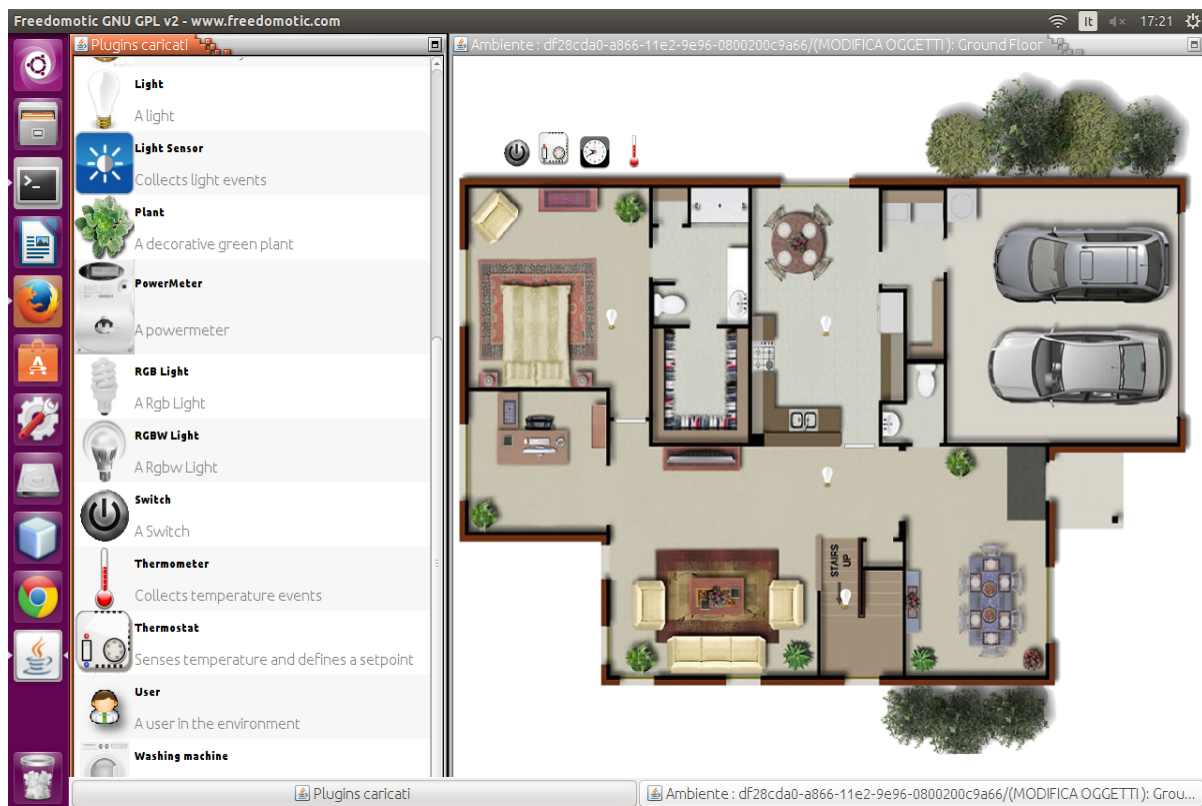 Freedomotic GNU GPL v2 - www.freedomotic.com
It
17:21
Plugins caricati
Ambiente : df28cda0-a866-11e2-9e96-0800200c9a66/(MODIFICA OGGETTI ): Ground Floor
Light
A light
Light Sensor
Collects light events
Plant
A decorative green plant
PowerMeter
A powermeter
RGB Light
A Rgb Light
RGBW Light
A Rgbw Light
Switch
A Switch
Thermometer
Collects temperature events
Thermostat
Senses temperature and defines a setpoint
User
A user in the environment
Washing machine
STAIRS
UP
Plugins caricati
Ambiente : df28cda0-a866-11e2-9e96-0800200c9a66/(MODIFICA OGGETTI ): Grou...